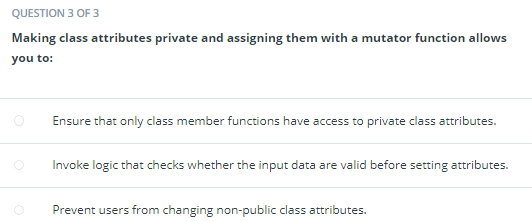 QUESTION 3 OF 3
Making class attributes private and assigning them with a mutator function allows
you to:
Ensure that only class member functions have access to private class attributes.
Invoke logic that checks whether the input data are valid before setting attributes.
Prevent users from changing non-public class attributes.